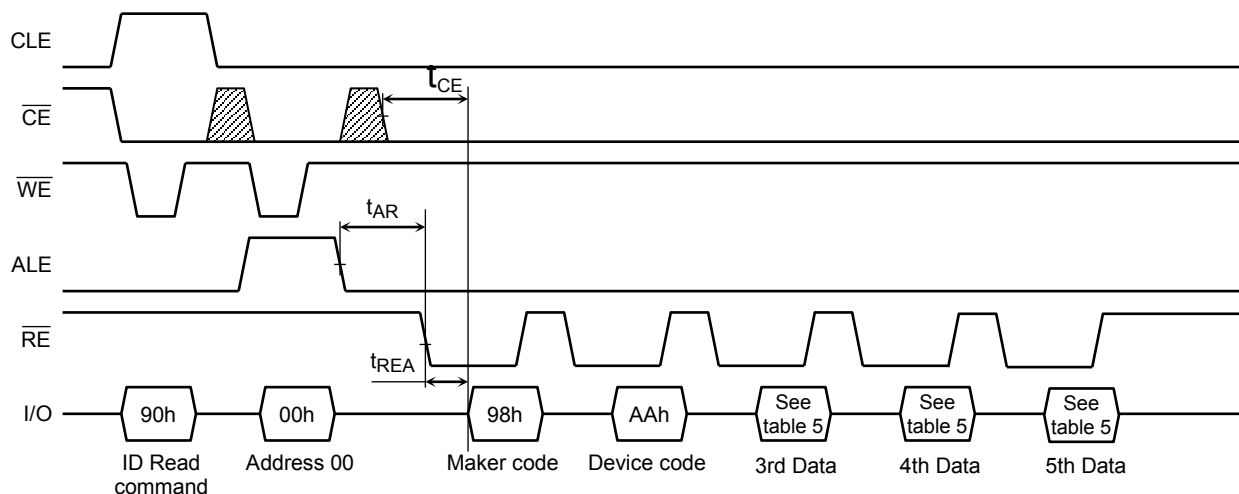 CLE
tCE
CE
WE
tAR
ALE
RE
tREA
I/O
90h
00h
98h
AAh
See
table 5
See
table 5
See
table 5
ID Read
command
Address 00
Maker code
Device code
3rd Data
4th Data
5th Data